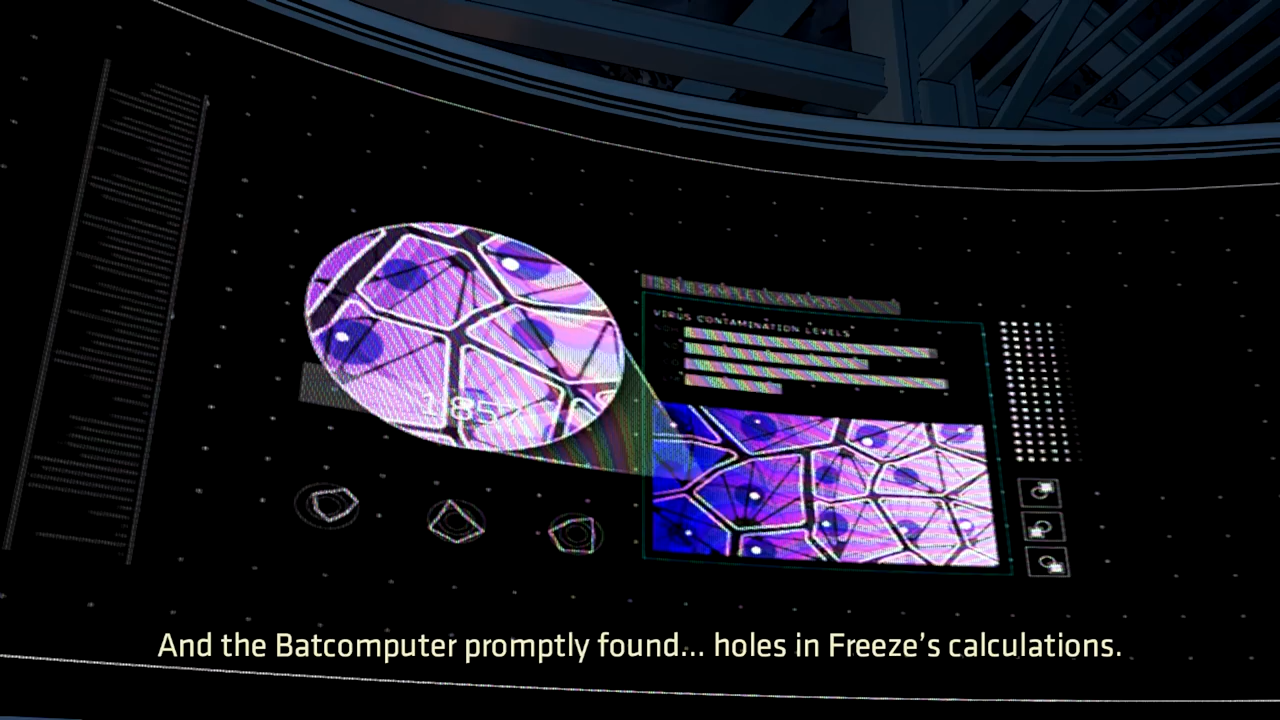 VIRUS CONTAMINATION LEVELS
And the Batcomputer promptly found... holes in Freeze's calculations.